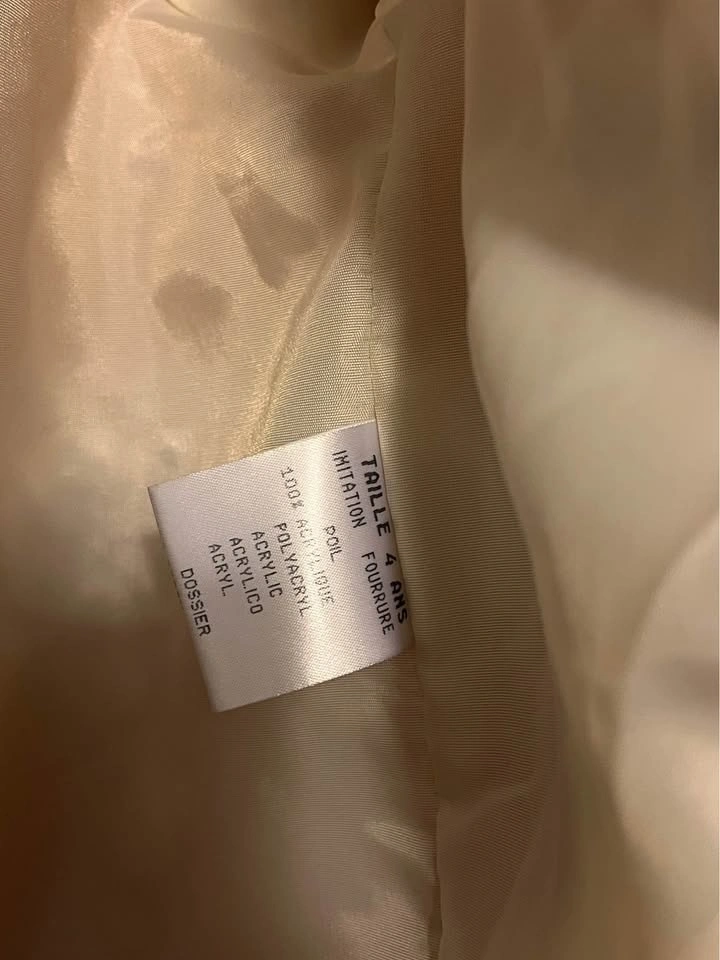 TAILLE 4 ANS
IMITATION FOURRURE
POIL
100% ACRYLIQUE
POLYACRYL
ACRYLIC
ACRYLICO
ACRYL
DOSSIER